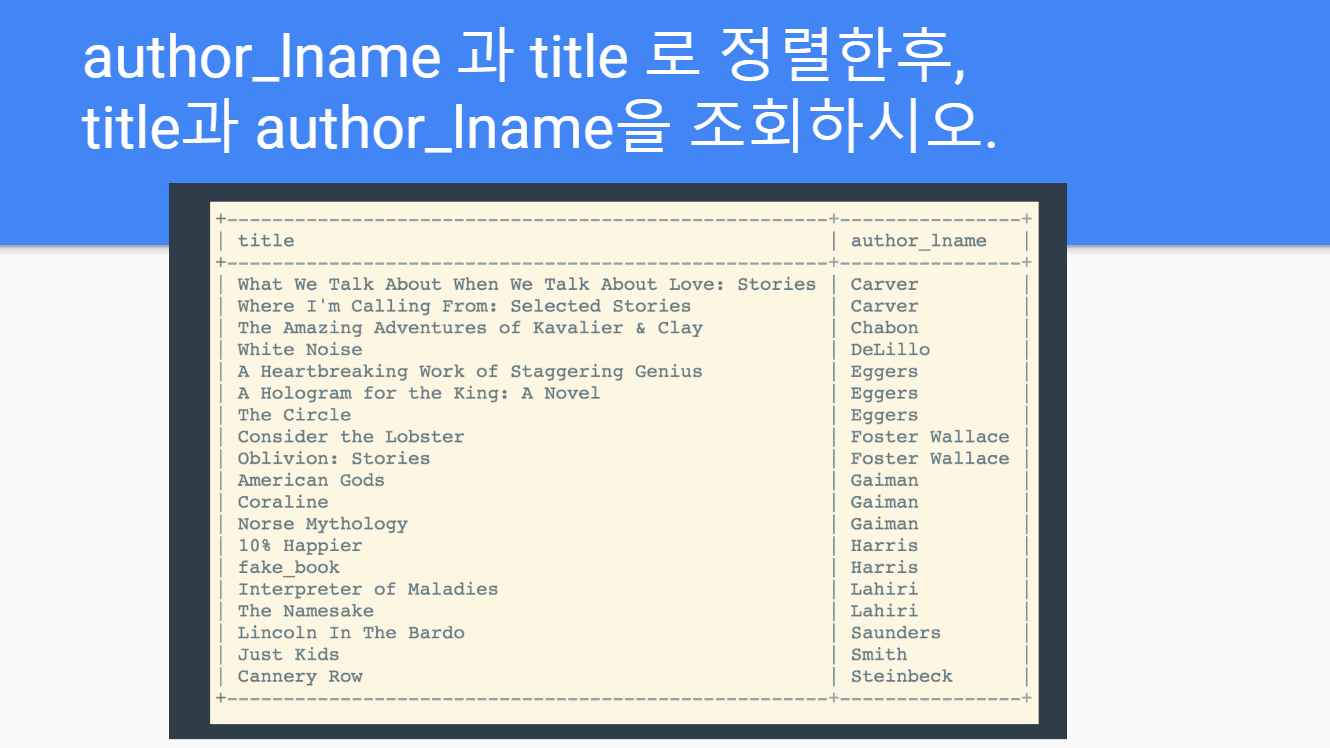 author_lname 과 title 로 정렬한후,
title과 author_lname을 조회하시오.
+-----------------------------------------------------+----------------+
| title | author_lname |
+-----------------------------------------------------+----------------+
| What We Talk About When We Talk About Love: Stories | Carver |
| Where I'm Calling From: Selected Stories | Carver |
| The Amazing Adventures of Kavalier & Clay | Chabon |
| White Noise | DeLillo |
| A Heartbreaking Work of Staggering Genius | Eggers |
| A Hologram for the King: A Novel | Eggers |
| The Circle | Eggers |
| Consider the Lobster | Foster Wallace |
| Oblivion: Stories | Foster Wallace |
| American Gods | Gaiman |
| Coraline | Gaiman |
| Norse Mythology | Gaiman |
| 10% Happier | Harris |
| fake_book | Harris |
| Interpreter of Maladies | Lahiri |
| The Namesake | Lahiri |
| Lincoln In The Bardo | Saunders |
| Just Kids | Smith |
| Cannery Row | Steinbeck |
+-----------------------------------------------------+----------------+